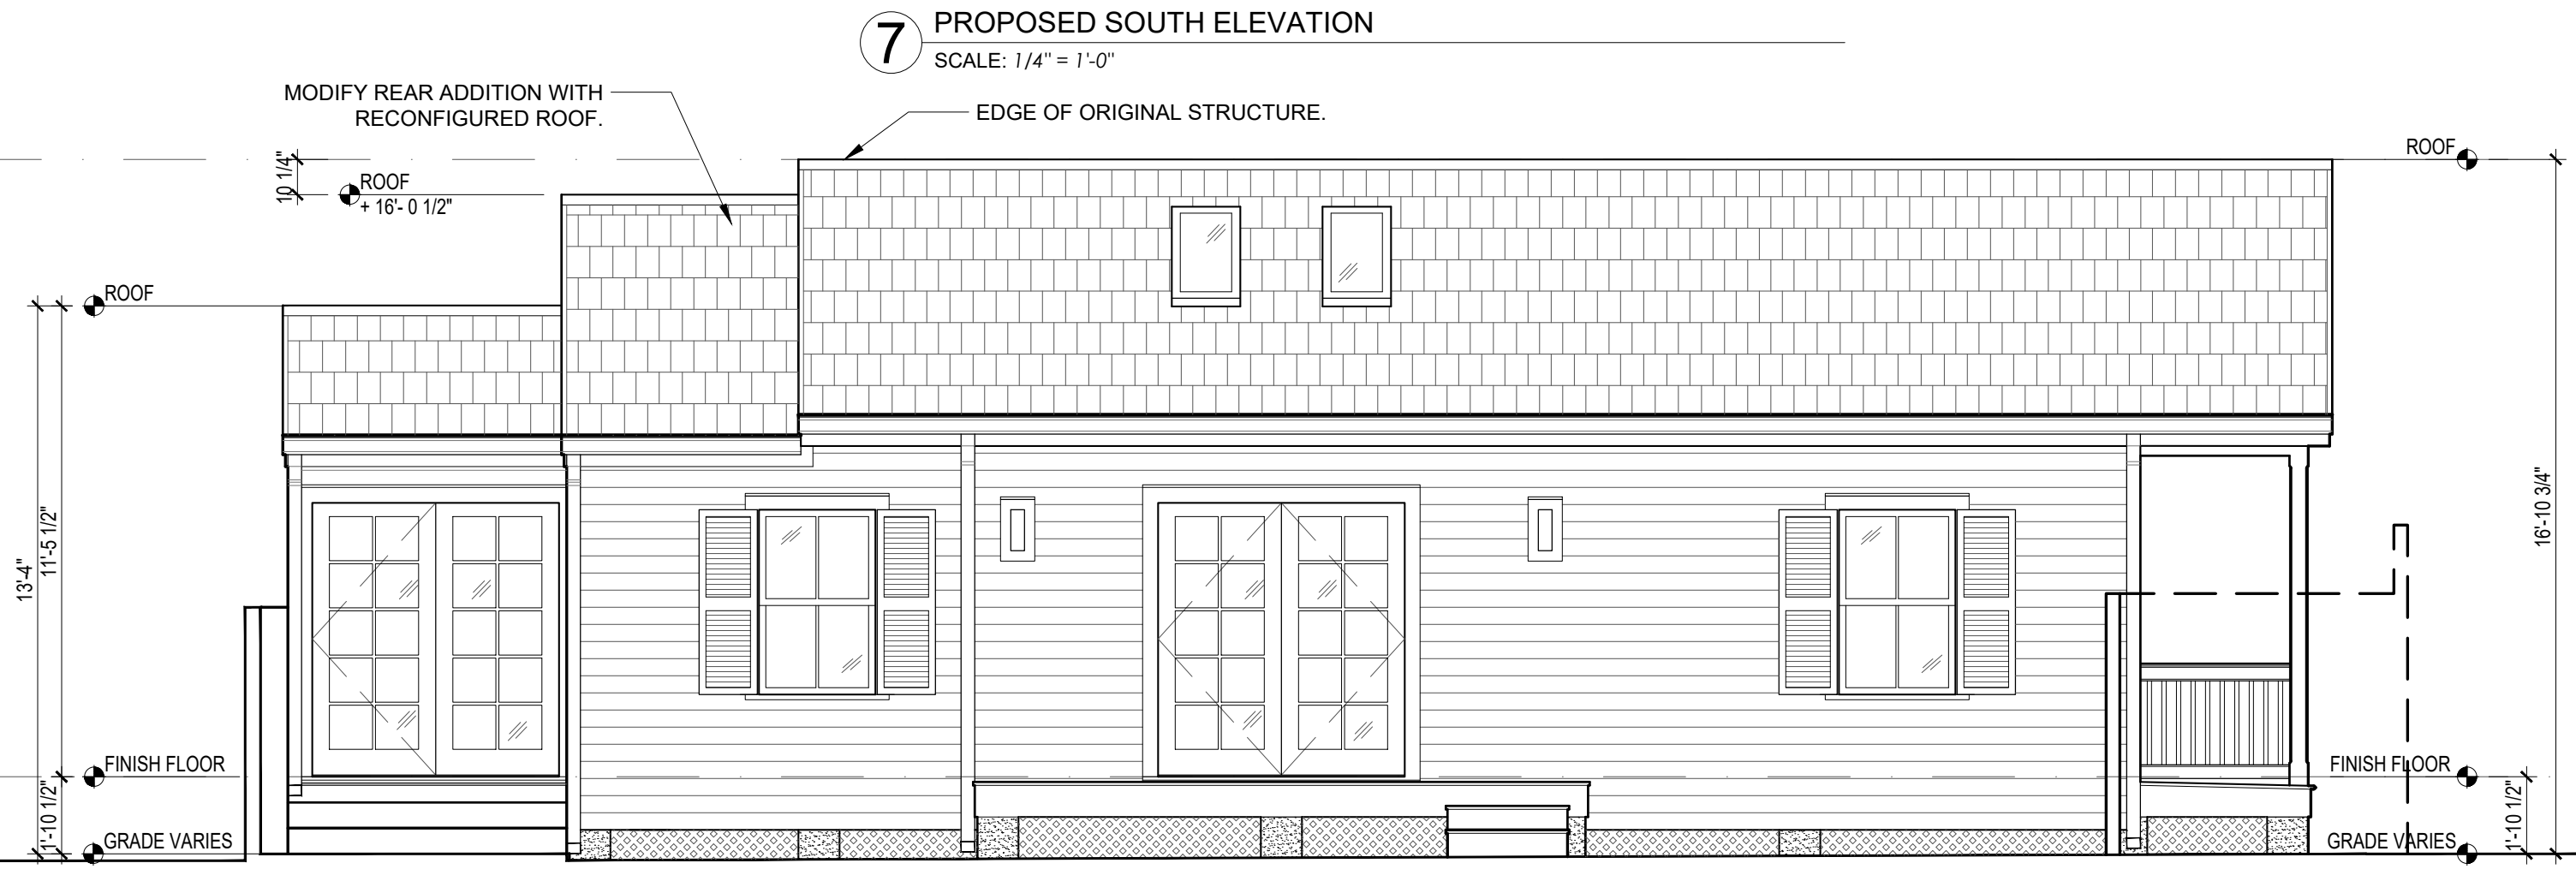 7
PROPOSED SOUTH ELEVATION
SCALE: 1/4" = 1'-0"
MODIFY REAR ADDITION WITH
RECONFIGURED ROOF.
EDGE OF ORIGINAL STRUCTURE.
10 1/4"
ROOF
+ 16'- 0 1/2"
ROOF
ROOF
13'-4"
11'-5 1/2"
16'-10 3/4"
FINISH FLOOR
FINISH FLOOR
1'-10 1/2"
1'-10 1/2"
GRADE VARIES
GRADE VARIES